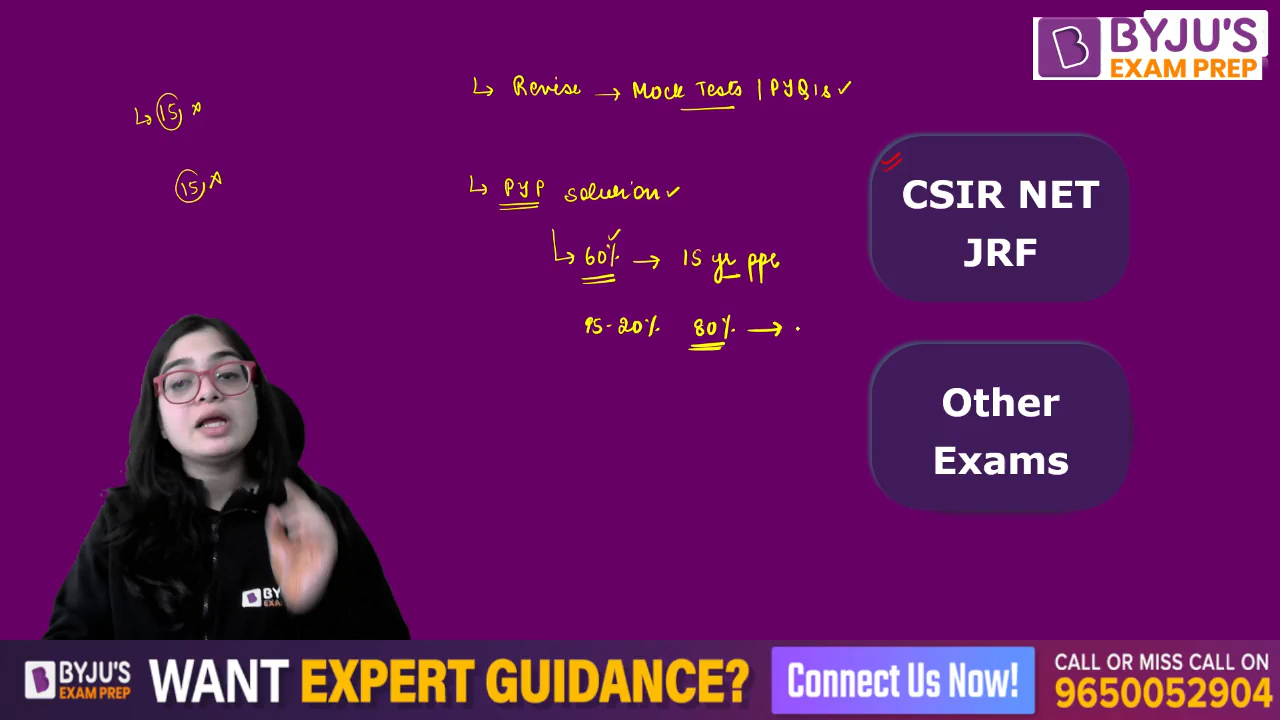 BYJU'S
EXAM PREP
↳ Revise → Mock Tests | PYQ's ✓
↳ 15
15
↳ PYP solution ✓
↳ 60% → 15 yr ppr
15-20% 80% →
CSIR NET
JRF
Other
Exams
BYJU'S
EXAM PREP
WANT EXPERT GUIDANCE?
Connect Us Now!
CALL OR MISS CALL ON
9650052904